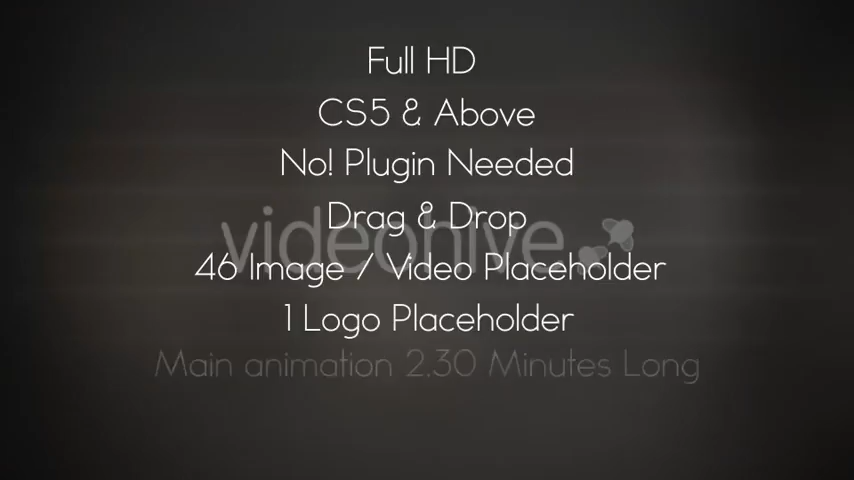 Full HD
CS5 & Above
No! Plugin Needed
Drag & Drop
videohive
46 Image / Video Placeholder
1 Logo Placeholder
Main animation 2.30 Minutes Long